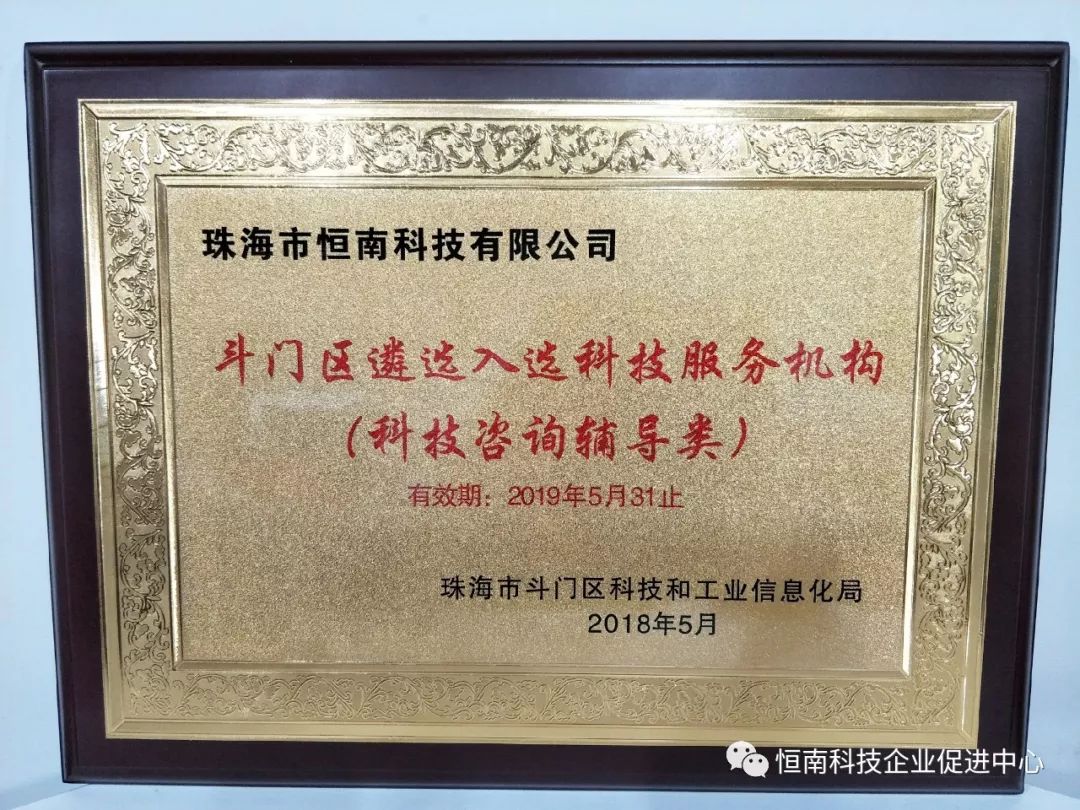 珠海市恒南科技有限公司
斗门区遴选入选科技服务机构
（科技咨询辅导类）
有效期：2019年5月31止
珠海市斗门区科技和工业信息化局
2018年5月
恒南科技企业促进中心